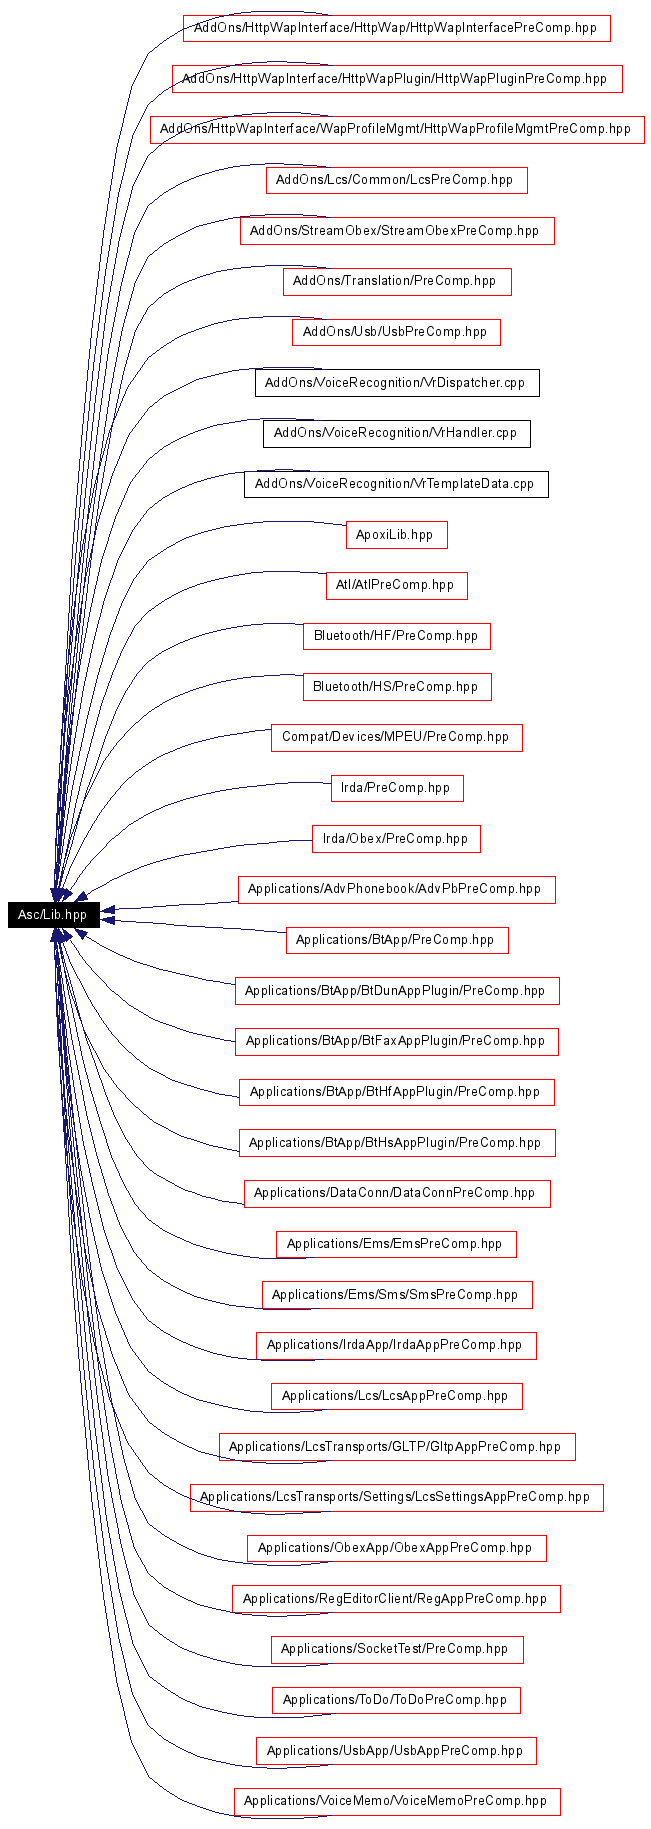 AddOns/HttpWapInterface/HttpWap/HttpWapInterfacePreComp.hpp
AddOns/HttpWapInterface/HttpWapPlugin/HttpWapPluginPreComp.hpp
AddOns/HttpWapInterface/WapProfileMgmt/HttpWapProfileMgmtPreComp.hpp
AddOns/Lcs/Common/LcsPreComp.hpp
AddOns/StreamObex/StreamObexPreComp.hpp
AddOns/Translation/PreComp.hpp
AddOns/Usb/UsbPreComp.hpp
AddOns/VoiceRecognition/VrDispatcher.cpp
AddOns/VoiceRecognition/VrHandler.cpp
AddOns/VoiceRecognition/VrTemplateData.cpp
ApoxiLib.hpp
Atl/AtlPreComp.hpp
Bluetooth/HF/PreComp.hpp
Bluetooth/HS/PreComp.hpp
Compat/Devices/MPEU/PreComp.hpp
Irda/PreComp.hpp
Irda/Obex/PreComp.hpp
Applications/AdvPhonebook/AdvPbPreComp.hpp
Asc/Lib.hpp
Applications/BtApp/PreComp.hpp
Applications/BtApp/BtDunAppPlugin/PreComp.hpp
Applications/BtApp/BtFaxAppPlugin/PreComp.hpp
Applications/BtApp/BtHfAppPlugin/PreComp.hpp
Applications/BtApp/BtHsAppPlugin/PreComp.hpp
Applications/DataConn/DataConnPreComp.hpp
Applications/Ems/EmsPreComp.hpp
Applications/Ems/Sms/SmsPreComp.hpp
Applications/IrdaApp/IrdaAppPreComp.hpp
Applications/Lcs/LcsAppPreComp.hpp
Applications/LcsTransports/GLTP/GltpAppPreComp.hpp
Applications/LcsTransports/Settings/LcsSettingsAppPreComp.hpp
Applications/ObexApp/ObexAppPreComp.hpp
Applications/RegEditorClient/RegAppPreComp.hpp
Applications/SocketTest/PreComp.hpp
Applications/ToDo/ToDoPreComp.hpp
Applications/UsbApp/UsbAppPreComp.hpp
Applications/VoiceMemo/VoiceMemoPreComp.hpp